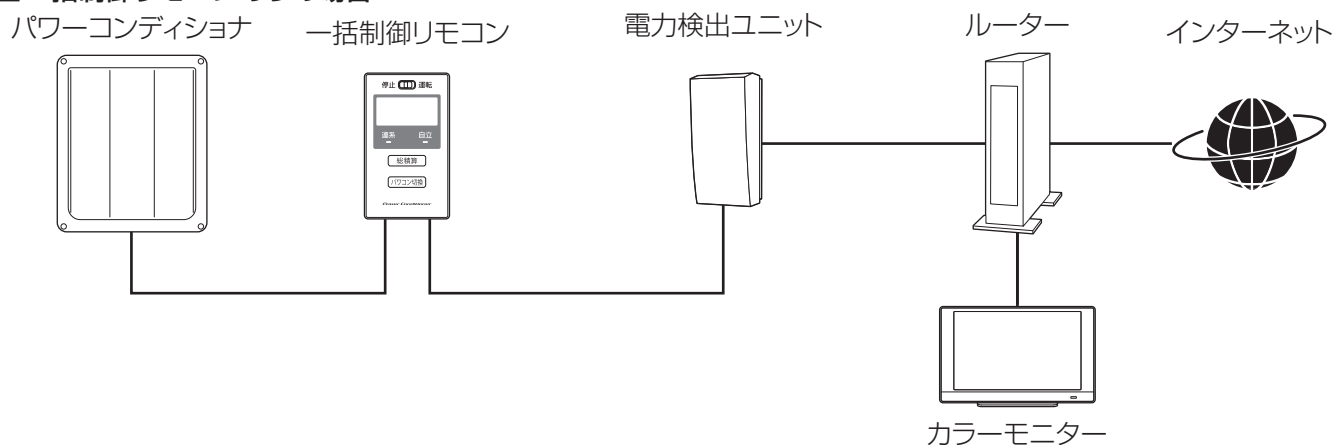 パワーコンディショナ
一括制御リモコン
電力検出ユニット
ルーター
インターネット
停止 運転
連系 自立
総積算
パワコン切換
カラーモニター